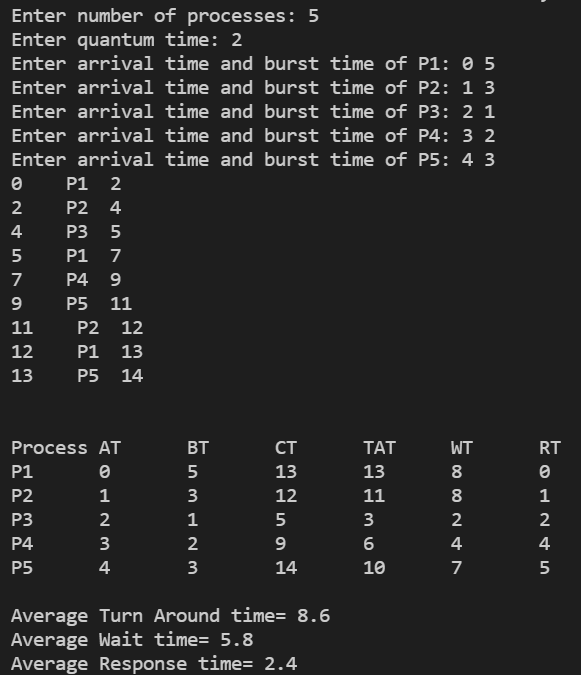 Enter number of processes: 5
Enter quantum time: 2
Enter arrival time and burst time of P1: 0 5
Enter arrival time and burst time of P2: 1 3
Enter arrival time and burst time of P3: 2 1
Enter arrival time and burst time of P4: 3 2
Enter arrival time and burst time of P5: 4 3
0    P1  2
2    P2  4
4    P3  5
5    P1  7
7    P4  9
9    P5  11
11    P2  12
12    P1  13
13    P5  14
Process AT      BT      CT      TAT     WT      RT
P1      0       5       13      13      8       0
P2      1       3       12      11      8       1
P3      2       1       5       3       2       2
P4      3       2       9       6       4       4
P5      4       3       14      10      7       5
Average Turn Around time= 8.6
Average Wait time= 5.8
Average Response time= 2.4